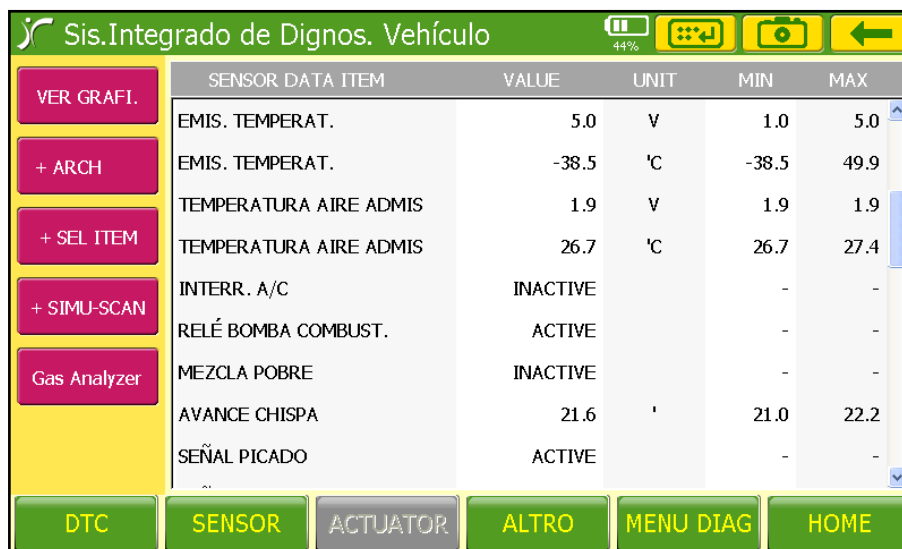 Sis.Integrado de Dignos. Vehículo
44%
VER GRAFI.
+ ARCH
+ SEL ITEM
+ SIMU-SCAN
Gas Analyzer
SENSOR DATA ITEM VALUE UNIT MIN MAX
EMIS. TEMPERAT. 5.0 V 1.0 5.0
EMIS. TEMPERAT. -38.5 'C -38.5 49.9
TEMPERATURA AIRE ADMIS 1.9 V 1.9 1.9
TEMPERATURA AIRE ADMIS 26.7 'C 26.7 27.4
INTERR. A/C INACTIVE - -
RELÉ BOMBA COMBUST. ACTIVE - -
MEZCLA POBRE INACTIVE - -
AVANCE CHISPA 21.6 ' 21.0 22.2
SEÑAL PICADO ACTIVE - -
DTC SENSOR ACTUATOR ALTRO MENU DIAG HOME